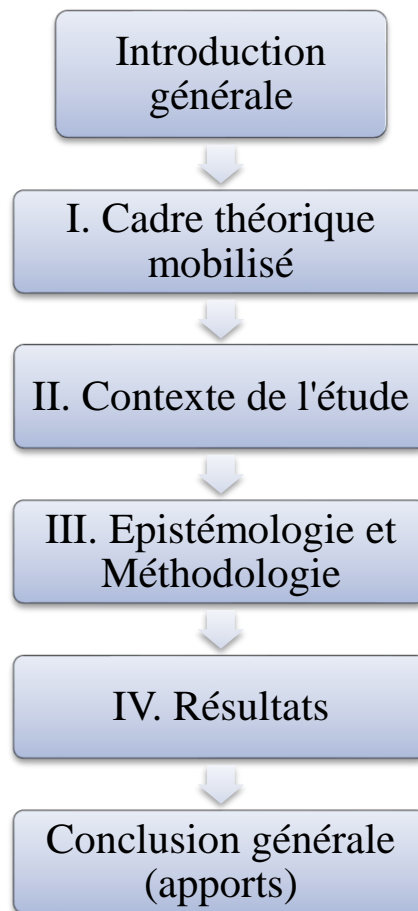 Introduction
générale
I. Cadre théorique
mobilisé
II. Contexte de l'étude
III. Epistémologie et
Méthodologie
IV. Résultats
Conclusion générale
(apports)